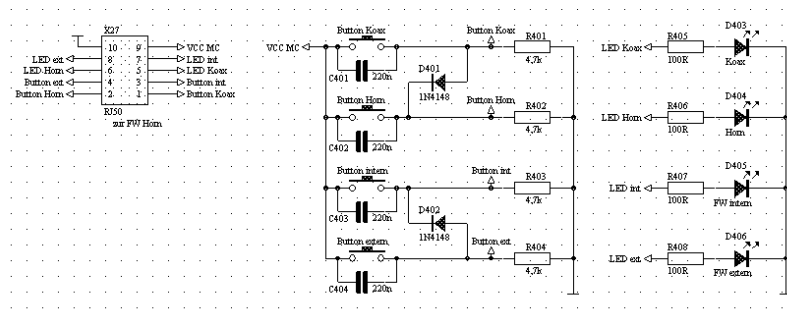 X27
10 9 VCC MC
LED ext 8 7 LED int
LED Horn 6 5 LED Koax
Button ext 4 3 Button int
Button Horn 2 1 Button Koax
RJ50
zur FW Horn
VCC MC
Button Koax
C401 220n
Button Koax
R401
4,7k
D401
1N4148
Button Horn
C402 220n
Button Horn
R402
4,7k
Button intern
C403 220n
Button int
R403
4,7k
D402
1N4148
Button extern
C404 220n
Button ext
R404
4,7k
LED Koax
R405
100R
D403
Koax
LED Horn
R406
100R
D404
Horn
LED int
R407
100R
D405
FW intern
LED ext
R408
100R
D406
FW extern